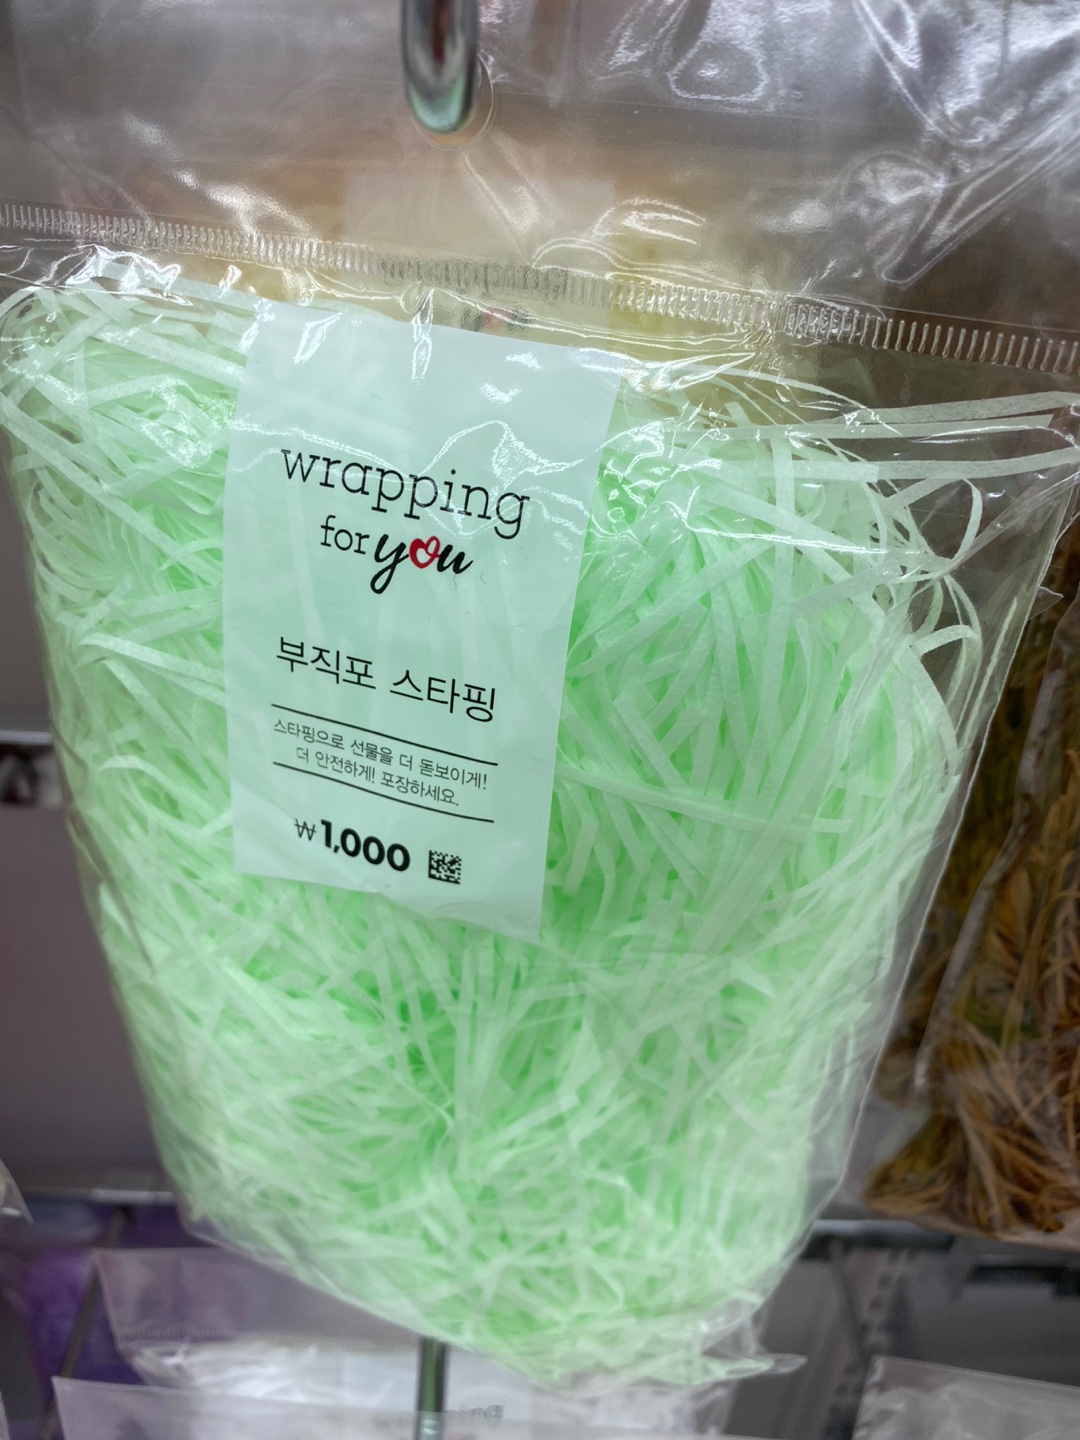 wrapping
for you
부직포 스타핑
스타핑으로 선물을 더 돋보이게!
더 안전하게! 포장하세요.
₩1,000